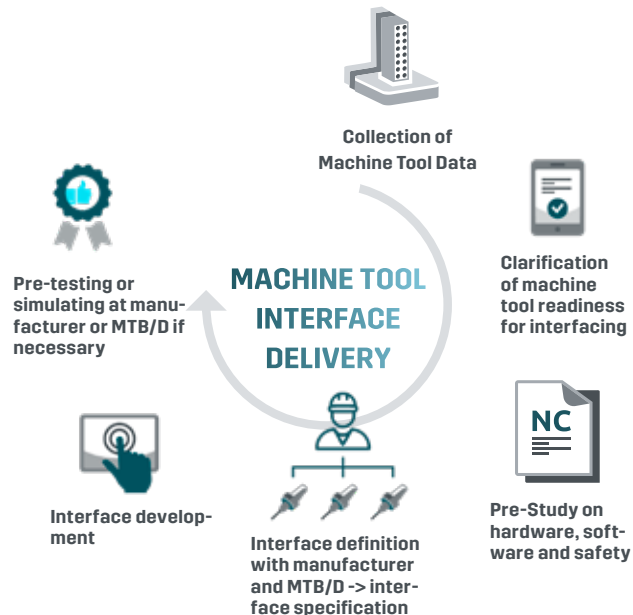 Collection of
Machine Tool Data
Clarification
of machine
tool readiness
for interfacing
NC
Pre-Study on
hardware, soft-
ware and safety
Interface definition
with manufacturer
and MTB/D -> inter-
face specification
Interface develop-
ment
Pre-testing or
simulating at manu-
facturer or MTB/D if
necessary
MACHINE TOOL
INTERFACE
DELIVERY